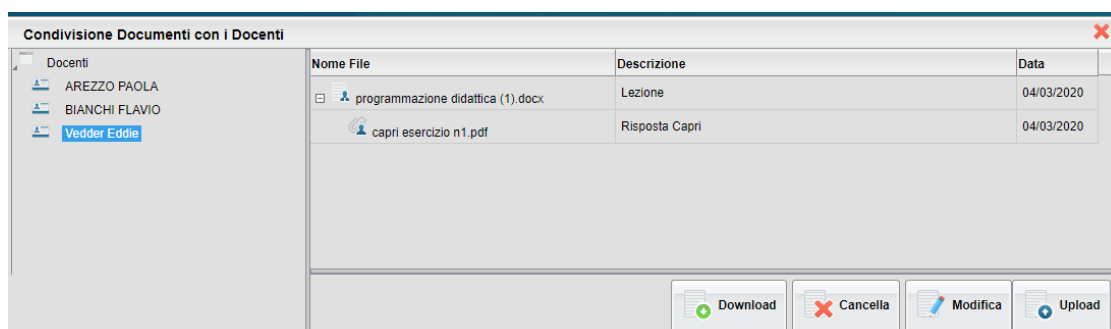 Condivisione Documenti con i Docenti
Docenti
AREZZO PAOLA
BIANCHI FLAVIO
Vedder Eddie
Nome File Descrizione Data
programmazione didattica (1).docx Lezione 04/03/2020
capri esercizio n1.pdf Risposta Capri 04/03/2020
Download Cancella Modifica Upload